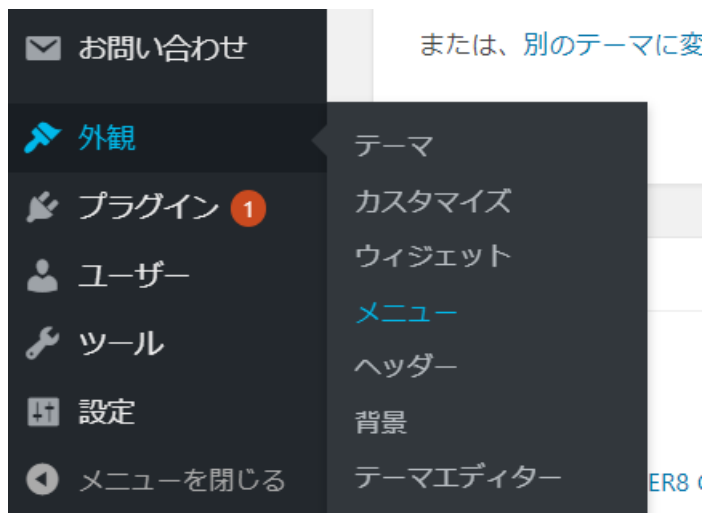 お問い合わせ
または、別のテーマに変
外観
テーマ
プラグイン 1
カスタマイズ
ウィジェット
ユーザー
メニュー
ツール
ヘッダー
設定
背景
メニューを閉じる
テーマエディター
ER8